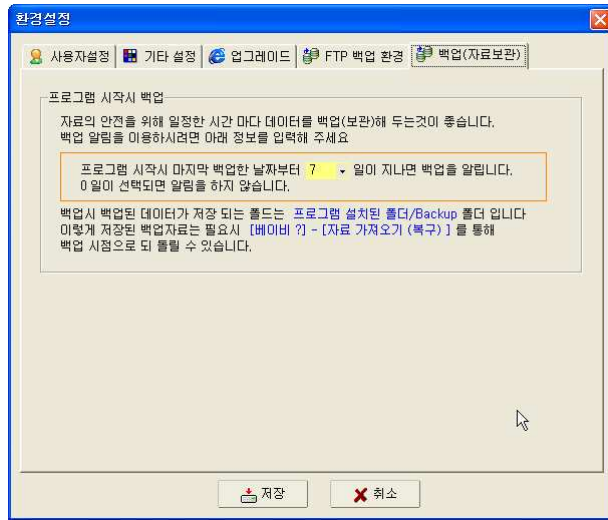 환경설정
사용자설정 기타 설정 업그레이드 FTP 백업 환경 백업(자료보관)
프로그램 시작시 백업
자료의 안전을 위해 일정한 시간 마다 데이터를 백업(보관)해 두는것이 좋습니다.
백업 알림을 이용하시려면 아래 정보를 입력해 주세요
프로그램 시작시 마지막 백업한 날짜부터 7 일이 지나면 백업을 알립니다.
0 일이 선택되면 알림을 하지 않습니다.
백업시 백업된 데이터가 저장 되는 폴드는 프로그램 설치된 폴더/Backup 폴더 입니다
이렇게 저장된 백업자료는 필요시 [베이비 ?] - [자료 가져오기 (복구) ] 를 통해
백업 시점으로 되 돌릴 수 있습니다.
저장 취소